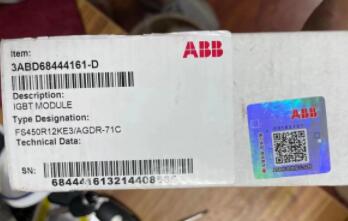 Item:
ABB
3ABD68444161-D
Description:
IGBT MODULE
Type Designation:
FS450R12KE3/AGDR-71C
Technical Data:
SN:
ABB